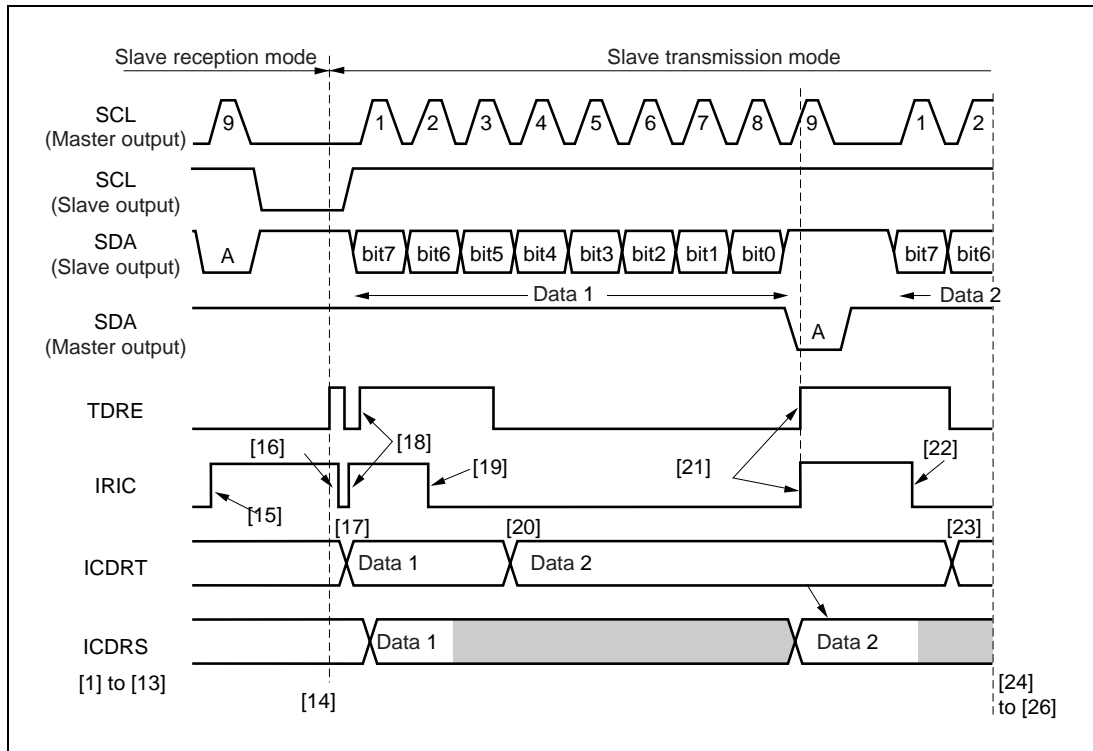 Slave reception mode Slave transmission mode
SCL
(Master output)
9 1 2 3 4 5 6 7 8 9 1 2
SCL
(Slave output)
SDA
(Slave output)
A bit7 bit6 bit5 bit4 bit3 bit2 bit1 bit0 bit7 bit6
Data 1 Data 2
SDA
(Master output)
A
TDRE
[16] [18] [19] [21] [22]
IRIC
[15]
[17] [20] [23]
ICDRT
Data 1 Data 2
ICDRS
Data 1 Data 2
[1] to [13]
[14]
[24]
to [26]